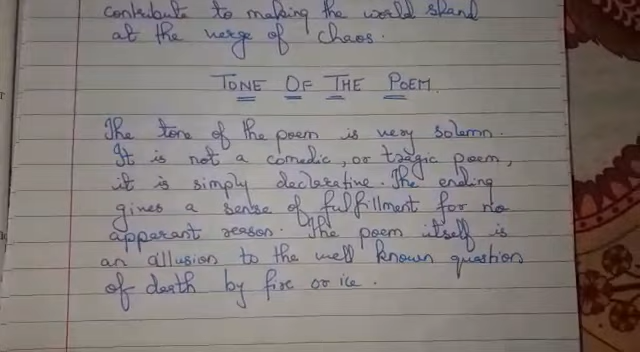 contribute to making the world stand
at the verge of chaos.
TONE OF THE POEM
The tone of the poem is very solemn.
It is not a comedic, or tragic poem,
it is simply declarative. The ending
gives a sense of fulfillment for no
apparant reason. The poem itself is
an allusion to the well known question
of death by fire or ice.